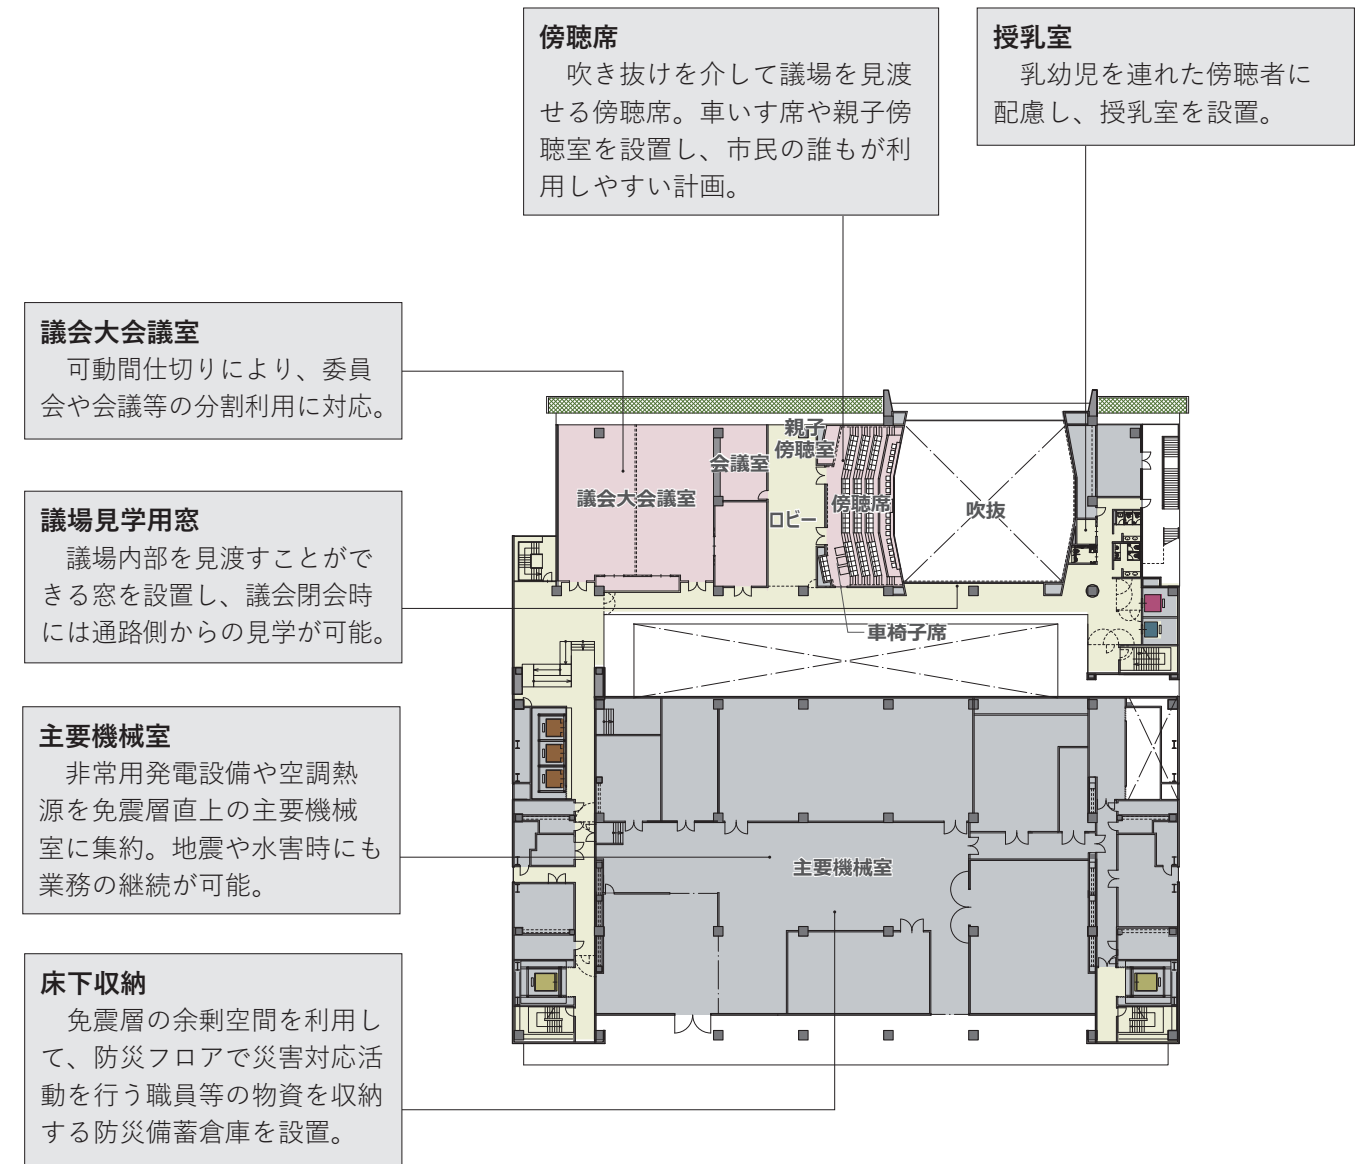 傍聴席
吹き抜けを介して議場を見渡
せる傍聴席。車いす席や親子傍
聴室を設置し、市民の誰もが利
用しやすい計画。
授乳室
乳幼児を連れた傍聴者に
配慮し、授乳室を設置。
議会大会議室
可動間仕切りにより、委員
会や会議等の分割利用に対応。
議場見学用窓
議場内部を見渡すことがで
きる窓を設置し、議会閉会時
には通路側からの見学が可能。
主要機械室
非常用発電設備や空調熱
源を免震層直上の主要機械
室に集約。地震や水害時にも
業務の継続が可能。
床下収納
免震層の余剰空間を利用し
て、防災フロアで災害対応活
動を行う職員等の物資を収納
する防災備蓄倉庫を設置。
親子
傍聴室
会議室
議会大会議室
傍聴席
吹抜
ロビー
車椅子席
主要機械室